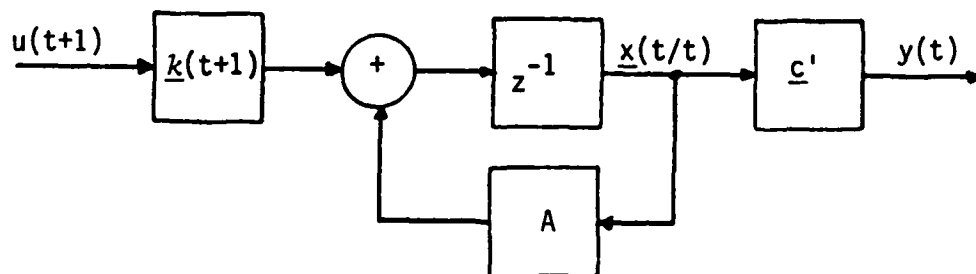 u(t+1)
k(t+1)
+
z^-1
x(t/t)
c'
y(t)
A